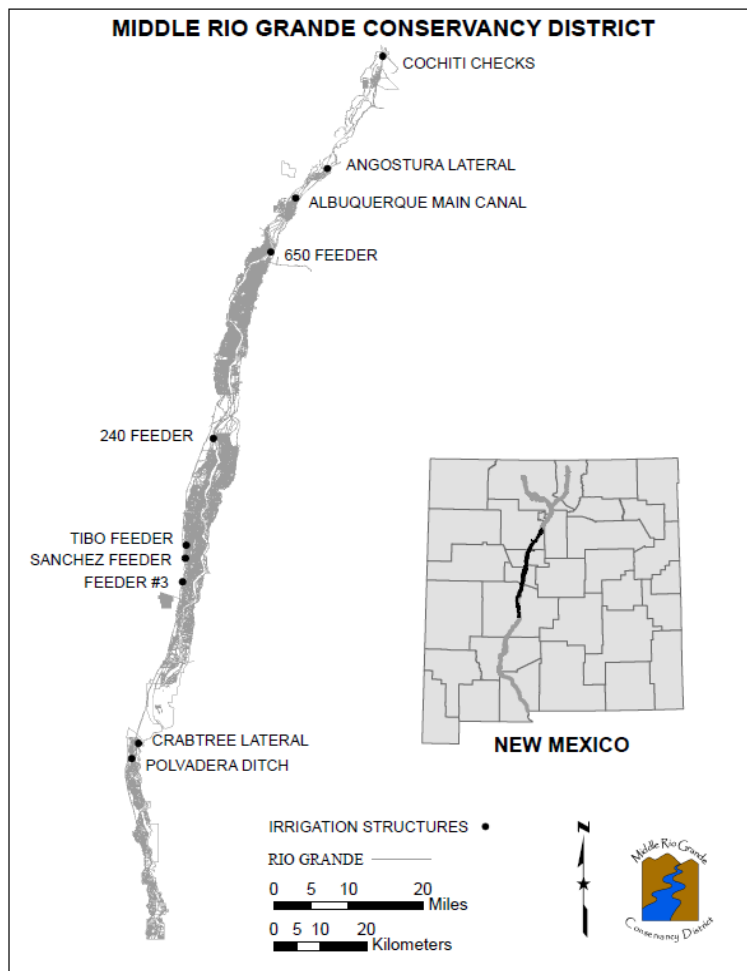 MIDDLE RIO GRANDE CONSERVANCY DISTRICT
COCHITI CHECKS
ANGOSTURA LATERAL
ALBUQUERQUE MAIN CANAL
650 FEEDER
240 FEEDER
TIBO FEEDER
SANCHEZ FEEDER
FEEDER #3
CRABTREE LATERAL
POLVADERA DITCH
NEW MEXICO
IRRIGATION STRUCTURES
RIO GRANDE
0 5 10 20
Miles
0 5 10 20
Kilometers
N
Middle Rio Grande
Conservancy District